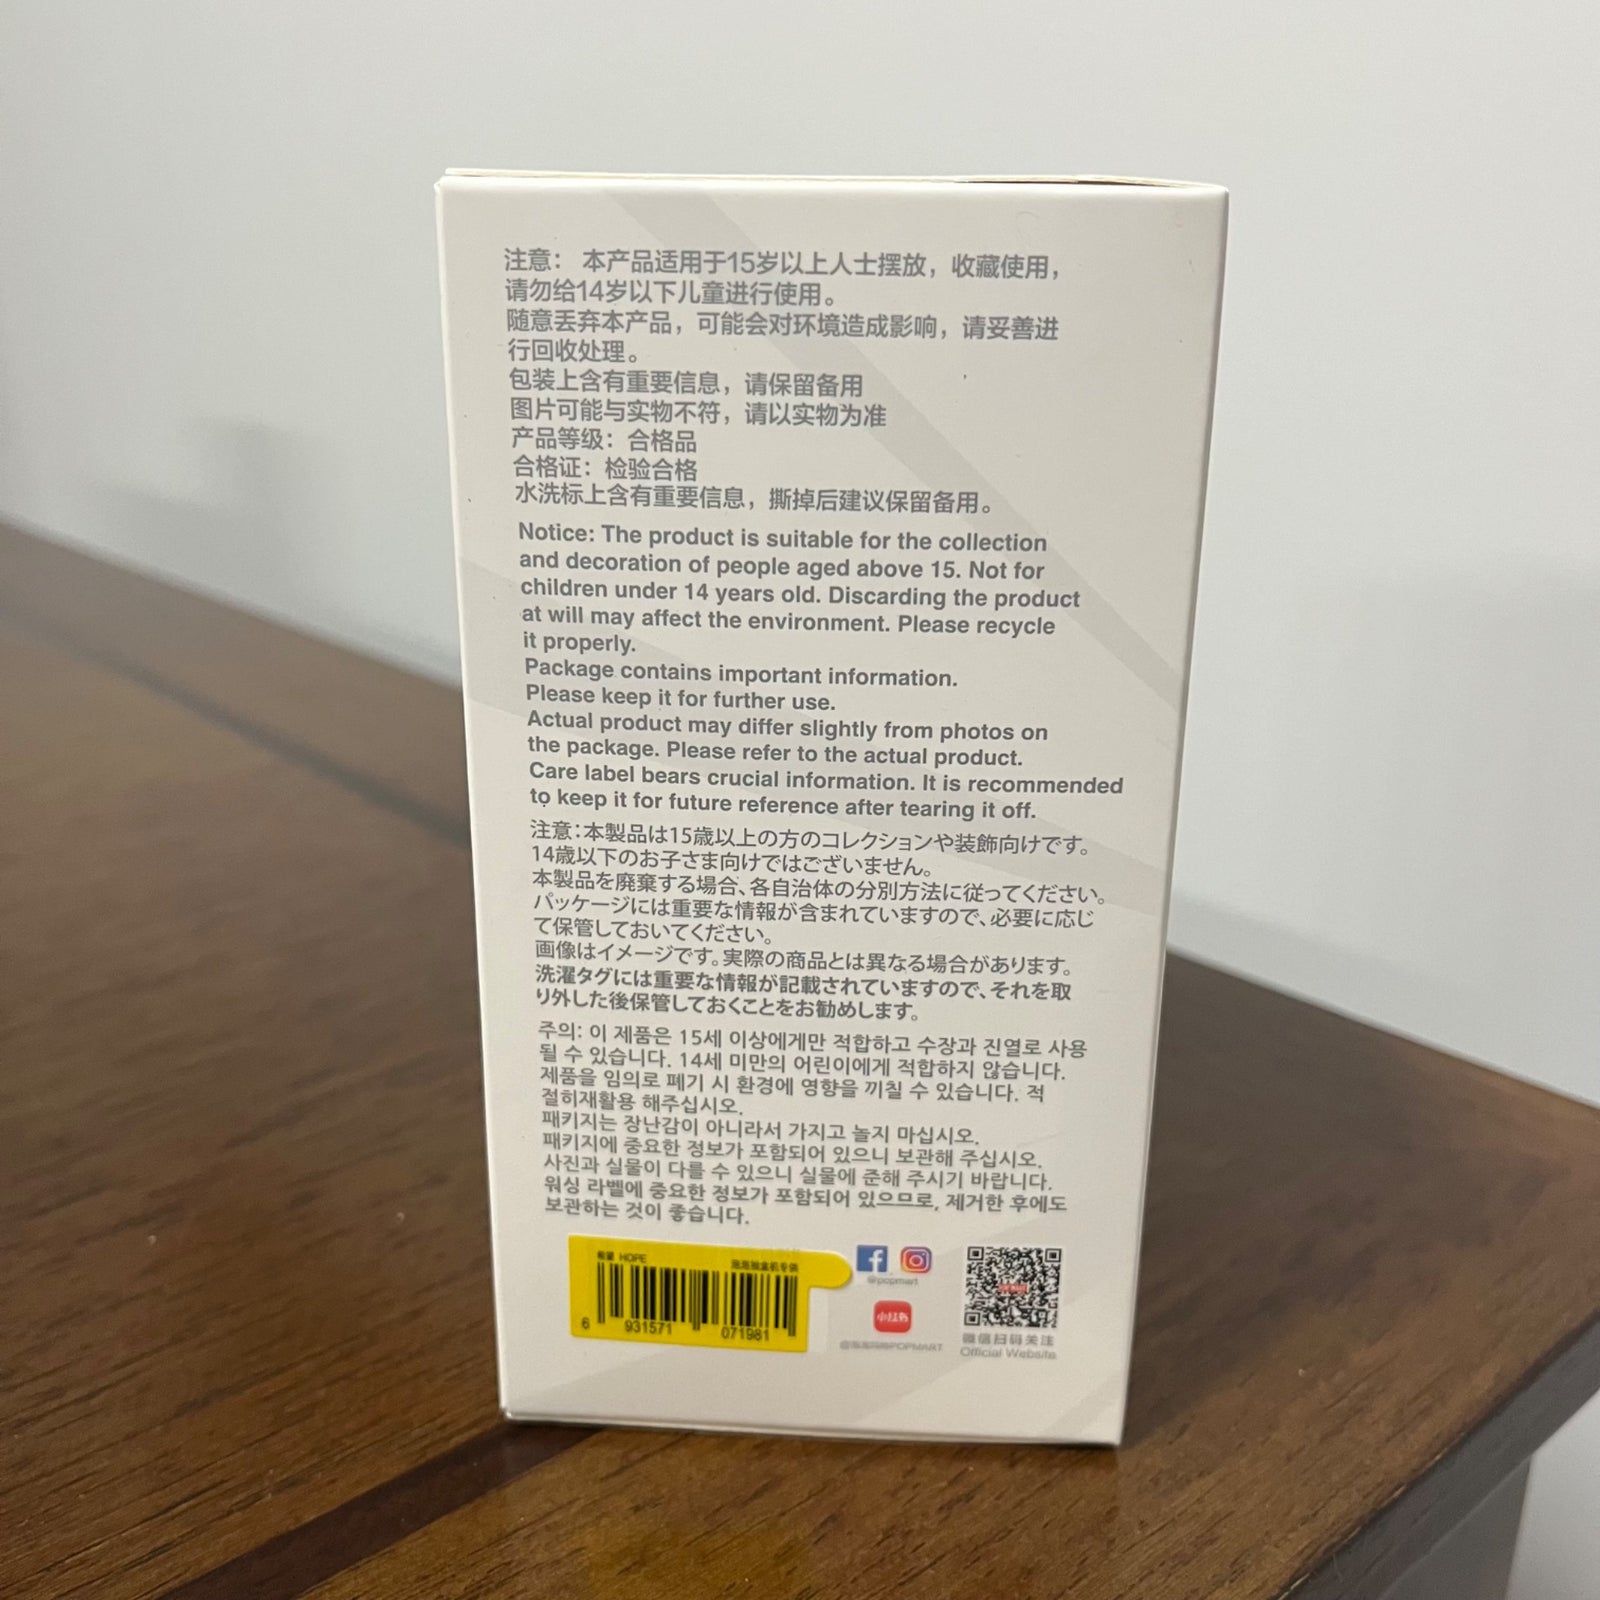 注意： 本产品适用于15岁以上人士摆放，收藏使用，
请勿给14岁以下儿童进行使用。
随意丢弃本产品，可能会对环境造成影响，请妥善进
行回收处理。
包装上含有重要信息，请保留备用
图片可能与实物不符，请以实物为准
产品等级：合格品
合格证：检验合格
水洗标上含有重要信息，撕掉后建议保留备用。
Notice: The product is suitable for the collection
and decoration of people aged above 15. Not for
children under 14 years old. Discarding the product
at will may affect the environment. Please recycle
it properly.
Package contains important information.
Please keep it for further use.
Actual product may differ slightly from photos on
the package. Please refer to the actual product.
Care label bears crucial information. It is recommended
to keep it for future reference after tearing it off.
注意：本製品は15歳以上の方のコレクションや装飾向けです。
14歳以下のお子さま向けではございません。
本製品を廃棄する場合、各自治体の分別方法に従ってください。
パッケージには重要な情報が含まれていますので、必要に応じ
て保管しておいてください。
画像はイメージです。実際の商品とは異なる場合があります。
洗濯タグには重要な情報が記載されていますので、それを取
り外した後保管しておくことをお勧めします。
주의: 이 제품은 15세 이상에게만 적합하고 수장과 진열로 사용
될 수 있습니다. 14세 미만의 어린이에게 적합하지 않습니다.
제품을 임의로 폐기 시 환경에 영향을 끼칠 수 있습니다. 적
절히재활용 해주십시오.
패키지는 장난감이 아니라서 가지고 놀지 마십시오.
패키지에 중요한 정보가 포함되어 있으니 보관해 주십시오.
사진과 실물이 다를 수 있으니 실물에 준해 주시기 바랍니다.
워싱 라벨에 중요한 정보가 포함되어 있으므로, 제거한 후에도
보관하는 것이 좋습니다.
希望 HOPE
泡泡抽盒机专供
6 931571 071981
@popmart
小红书
@泡泡玛特POPMART
微信扫码关注
Official Website